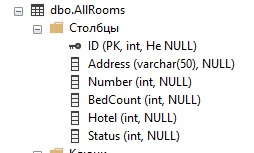 dbo.AllRooms
Столбцы
ID (PK, int, Не NULL)
Address (varchar(50), NULL)
Number (int, NULL)
BedCount (int, NULL)
Hotel (int, NULL)
Status (int, NULL)
Ключи